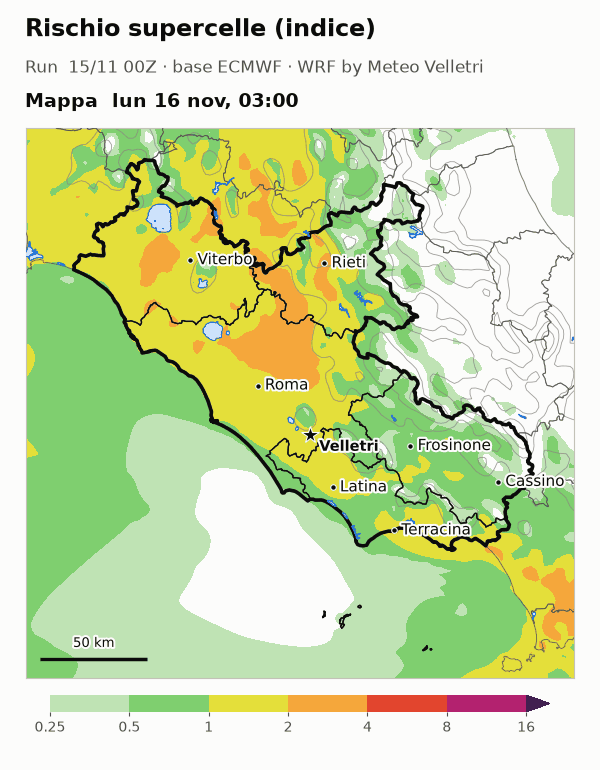 Rischio supercelle (indice)
Run  15/11 00Z · base ECMWF · WRF by Meteo Velletri
Mappa  lun 16 nov, 03:00
Viterbo
Rieti
Roma
Velletri
Frosinone
Cassino
Latina
Terracina
50 km
0.25 0.5 1 2 4 8 16